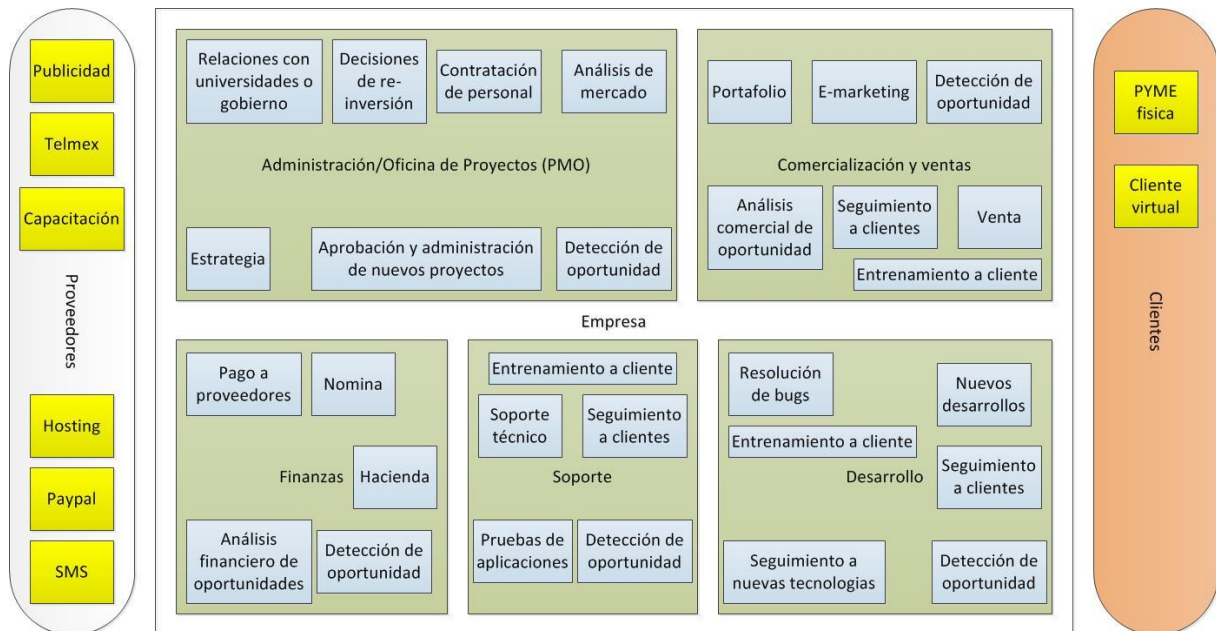 Publicidad
Telmex
Capacitación
Proveedores
Hosting
Paypal
SMS
Relaciones con
universidades o
gobierno
Decisiones
de re-
inversión
Contratación
de personal
Análisis de
mercado
Administración/Oficina de Proyectos (PMO)
Estrategia
Aprobación y administración
de nuevos proyectos
Detección de
oportunidad
Portafolio
E-marketing
Detección de
oportunidad
Comercialización y ventas
Análisis
comercial de
oportunidad
Seguimiento
a clientes
Venta
Entrenamiento a cliente
Empresa
Pago a
proveedores
Nomina
Finanzas
Hacienda
Análisis
financiero de
oportunidades
Detección de
oportunidad
Entrenamiento a cliente
Soporte
técnico
Seguimiento
a clientes
Soporte
Pruebas de
aplicaciones
Detección de
oportunidad
Resolución
de bugs
Nuevos
desarrollos
Entrenamiento a cliente
Desarrollo
Seguimiento
a clientes
Seguimiento a
nuevas tecnologias
Detección de
oportunidad
PYME
fisica
Cliente
virtual
Clientes